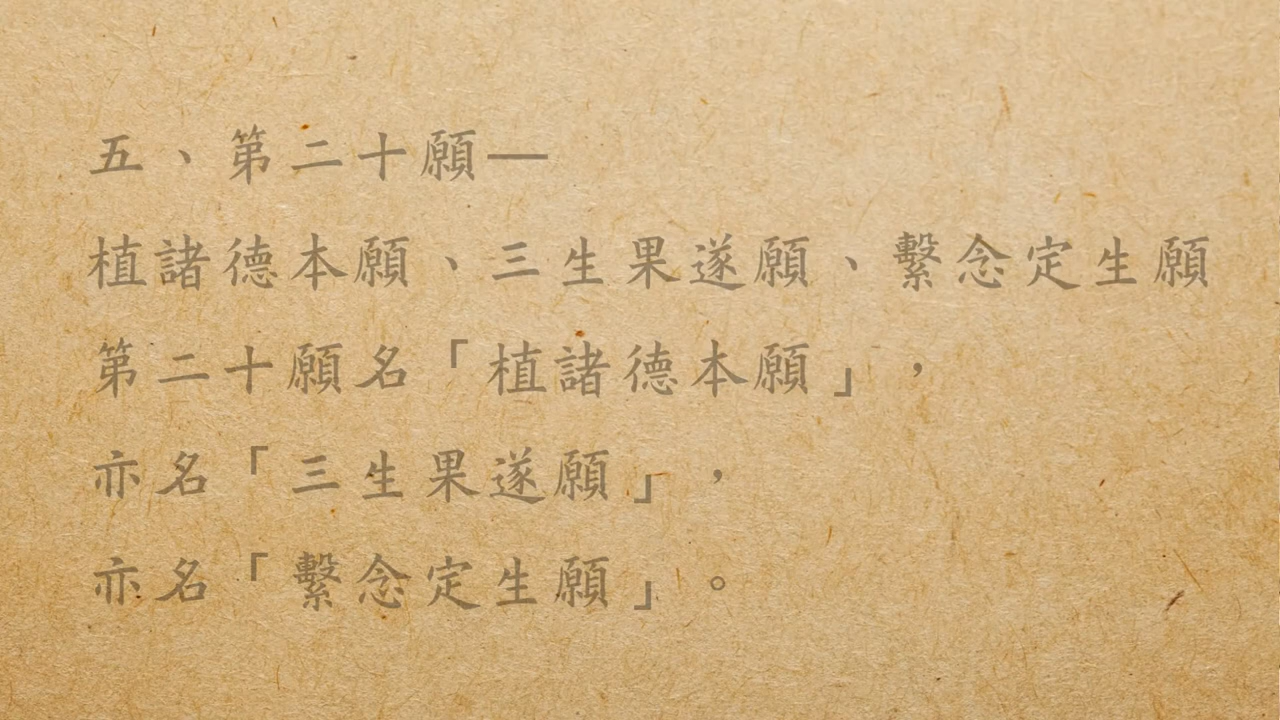 五、第二十願—
植諸德本願、三生果遂願、繫念定生願
第二十願名「植諸德本願」，
亦名「三生果遂願」，
亦名「繫念定生願」。